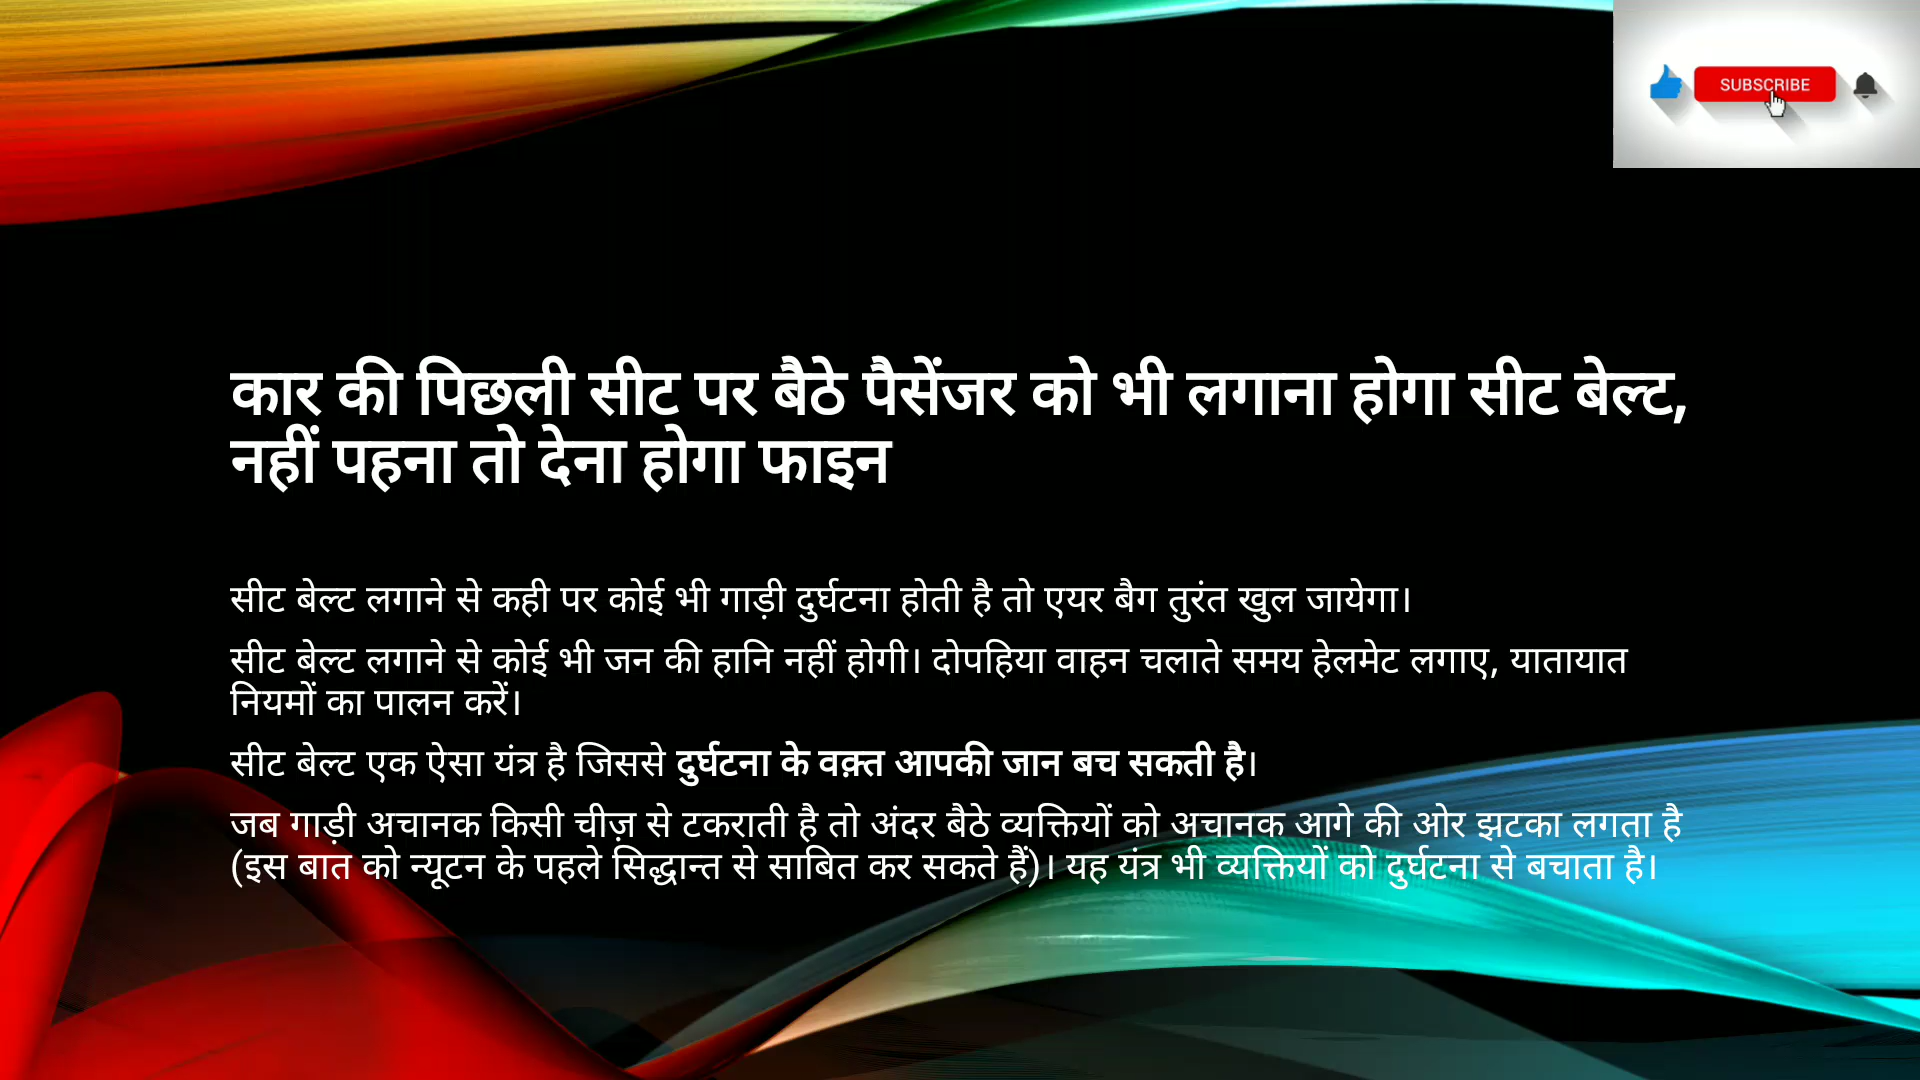 SUBSCRIBE
कार की पिछली सीट पर बैठे पैसेंजर को भी लगाना होगा सीट बेल्ट,
नहीं पहना तो देना होगा फाइन
सीट बेल्ट लगाने से कही पर कोई भी गाड़ी दुर्घटना होती है तो एयर बैग तुरंत खुल जायेगा।
सीट बेल्ट लगाने से कोई भी जन की हानि नहीं होगी। दोपहिया वाहन चलाते समय हेलमेट लगाए, यातायात
नियमों का पालन करें।
सीट बेल्ट एक ऐसा यंत्र है जिससे दुर्घटना के वक़्त आपकी जान बच सकती है।
जब गाड़ी अचानक किसी चीज़ से टकराती है तो अंदर बैठे व्यक्तियों को अचानक आगे की ओर झटका लगता है
(इस बात को न्यूटन के पहले सिद्धान्त से साबित कर सकते हैं)। यह यंत्र भी व्यक्तियों को दुर्घटना से बचाता है।